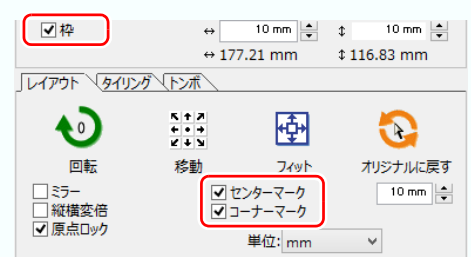 枠 ⇔ 10 mm ⇕ 10 mm
⇔ 177.21 mm ⇕ 116.83 mm
レイアウト タイリング トンボ
0
回転 移動 フィット オリジナルに戻す
ミラー センターマーク 10 mm
縦横変倍 コーナーマーク
原点ロック
単位: mm